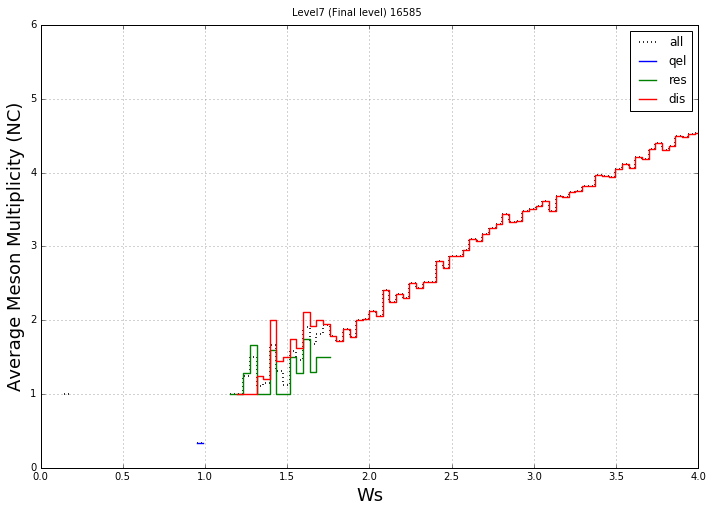 Level7 (Final level) 16585
Average Meson Multiplicity (NC)
6
5
4
3
2
1
0
all
qel
res
dis
0.0 0.5 1.0 1.5 2.0 2.5 3.0 3.5 4.0
Ws